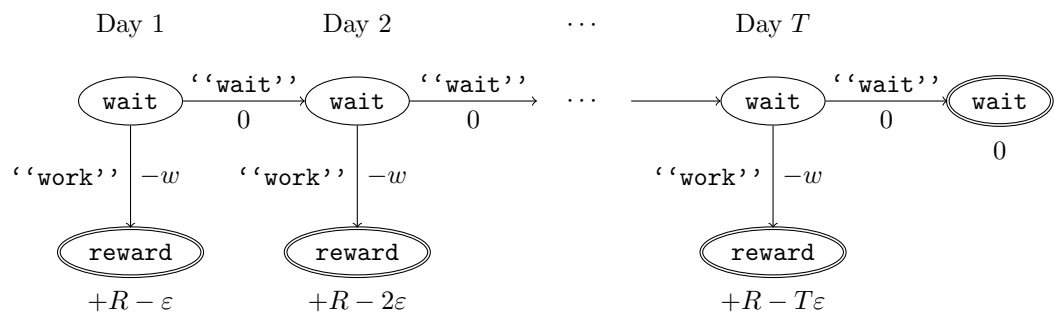 Day 1 Day 2 ⋯ Day T
‘‘wait’’ ‘‘wait’’ ‘‘wait’’
wait wait ⋯ wait wait
0 0 0
0
‘‘work’’ −w ‘‘work’’ −w ‘‘work’’ −w
reward reward reward
+R − ε +R − 2ε +R − Tε